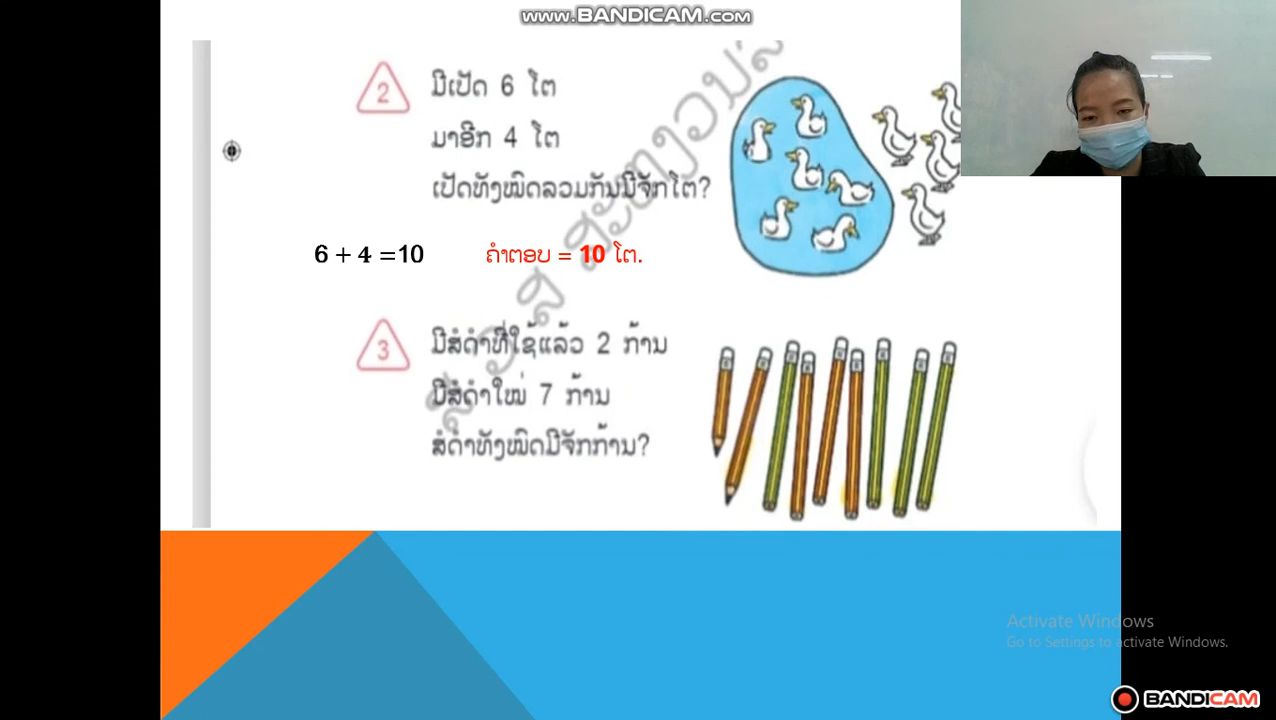 www.BANDICAM.com
2
ມີເປັດ 6 ໂຕ
ມາອີກ 4 ໂຕ
ເປັດທັງໝົດລວມກັນມີຈັກໂຕ?
6 + 4 =10
ຄຳຕອບ = 10 ໂຕ.
3
ມີສໍດຳທີ່ໃຊ້ແລ້ວ 2 ກ້ານ
ມີສໍດຳໃໝ່ 7 ກ້ານ
ສໍດຳທັງໝົດມີຈັກກ້ານ?
Activate Windows
Go to Settings to activate Windows.
BANDICAM